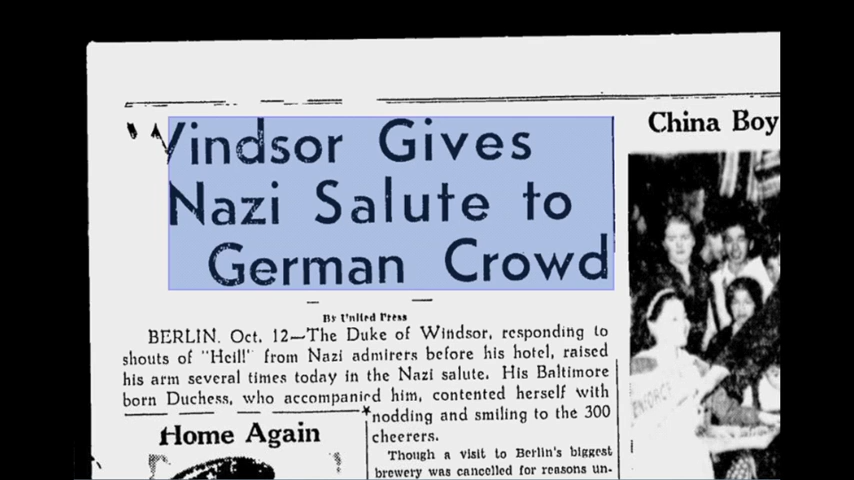 Windsor Gives
Nazi Salute to
German Crowd
By United Press
BERLIN. Oct. 12—The Duke of Windsor, responding to
shouts of "Heil!" from Nazi admirers before his hotel, raised
his arm several times today in the Nazi salute. His Baltimore
born Duchess, who accompanied him, contented herself with
nodding and smiling to the 300
cheerers.
Though a visit to Berlin's biggest
brewery was cancelled for reasons un-
Home Again
China Boy